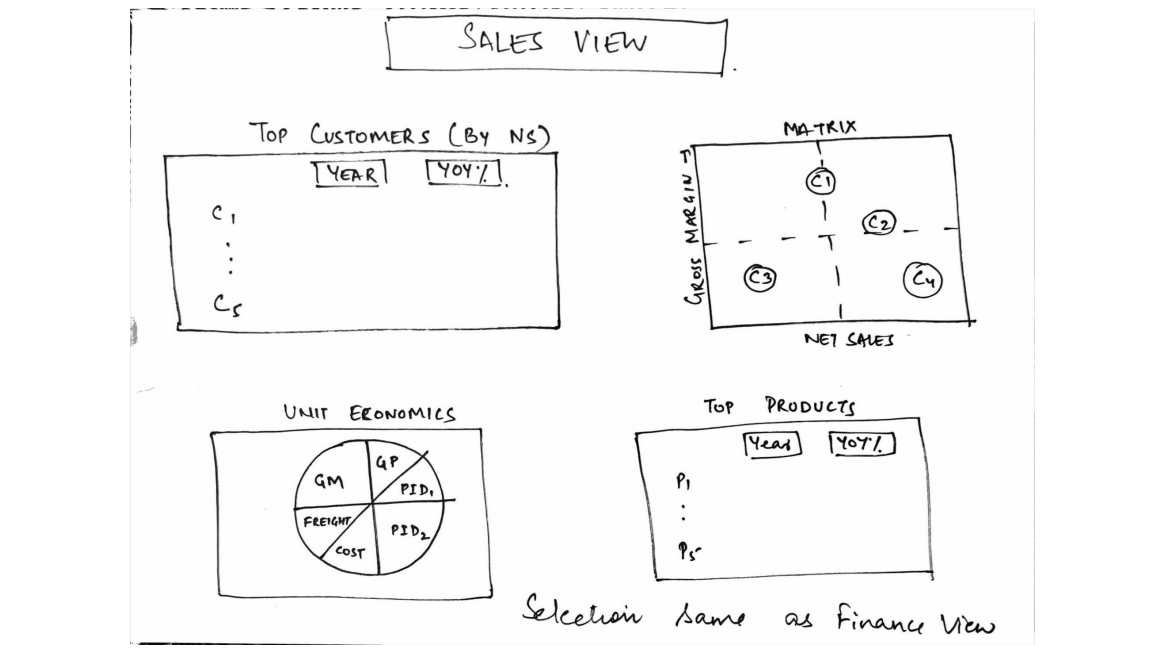 SALES VIEW
TOP CUSTOMERS (BY NS)
YEAR YOY%
C1
C5
MATRIX
GROSS MARGIN →
C1
C2
C3
C4
NET SALES
UNIT ECONOMICS
GM
GP
PID1
FREIGHT
PID2
COST
TOP PRODUCTS
Year YOY%
P1
P5
Selection same as Finance View